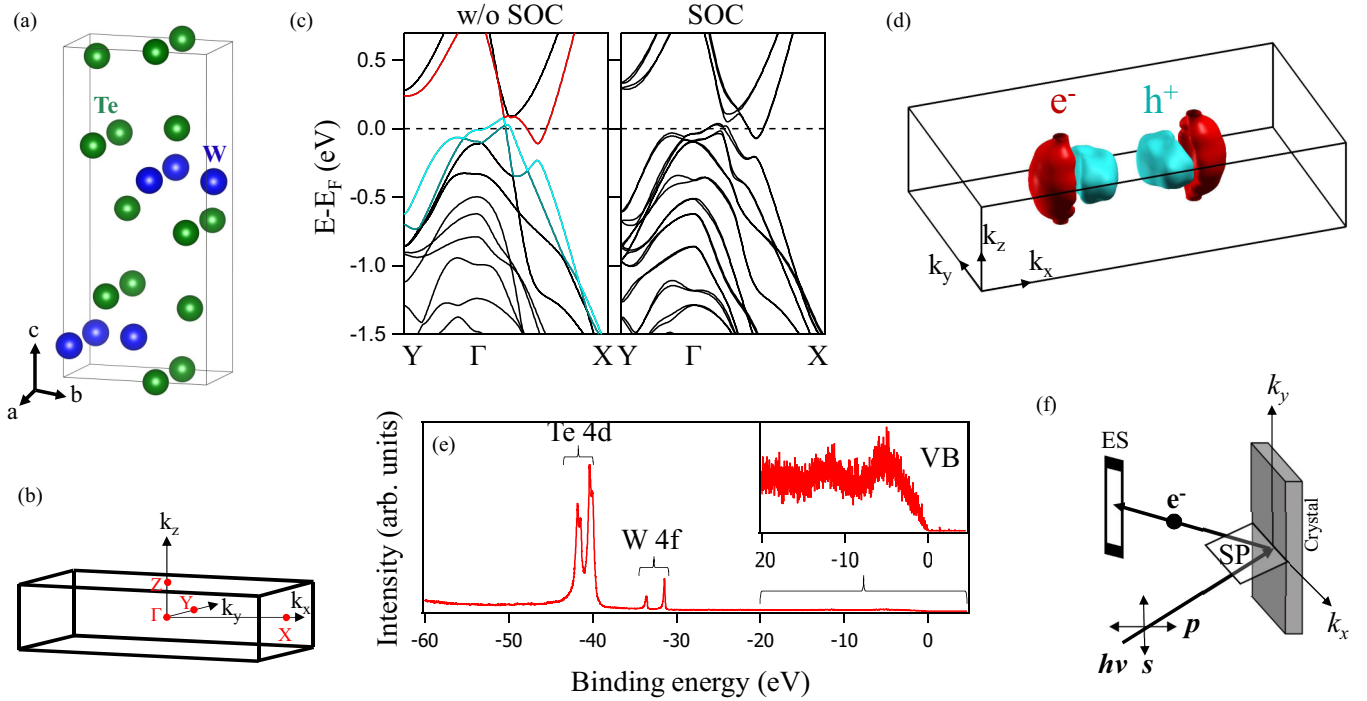 (a)
Te
W
c
b
a
(b)
k_z
Z
Γ
Y
k_y
k_x
X
(c)
w/o SOC
SOC
E-E_F (eV)
0.5
0.0
-0.5
-1.0
-1.5
Y
Γ
X
Y
Γ
X
(d)
e⁻
h⁺
k_z
k_y
k_x
(e)
Te 4d
W 4f
VB
20
-10
0
Intensity (arb. units)
-60
-50
-40
-30
-20
-10
0
Binding energy (eV)
(f)
k_y
ES
e⁻
SP
Crystal
p
hν
s
k_x